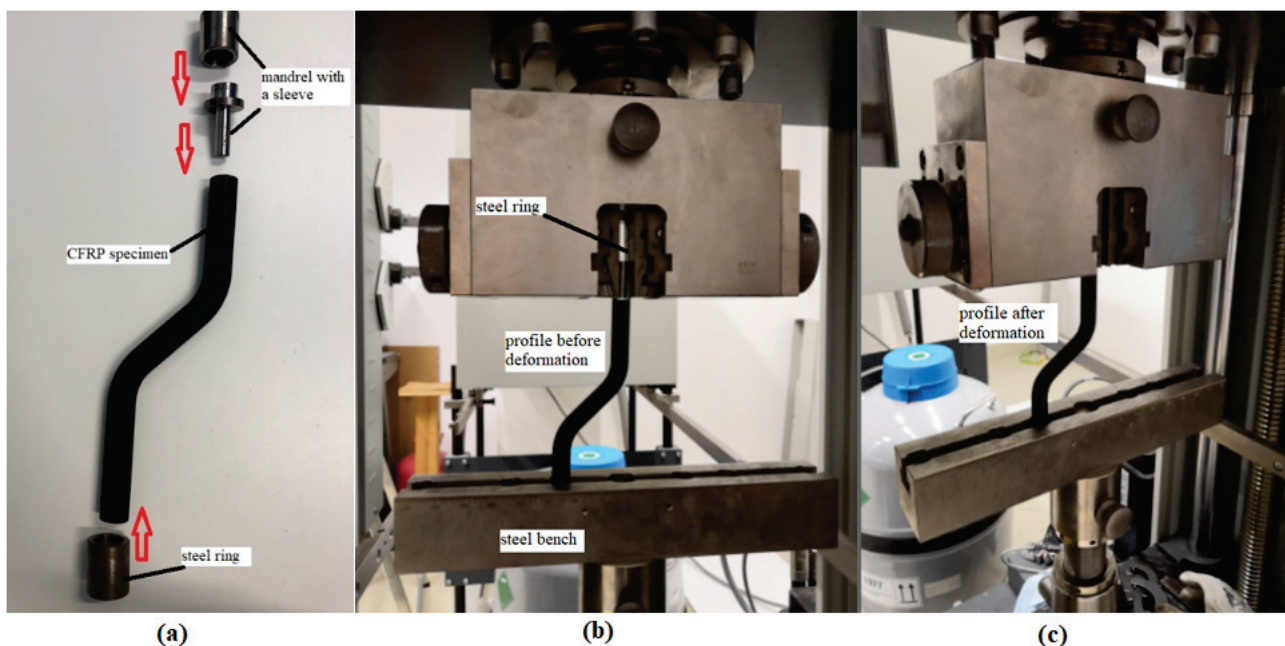 mandrel with
a sleeve
CFRP specimen
steel ring
(a)
steel ring
profile before
deformation
steel bench
(b)
profile after
deformation
(c)